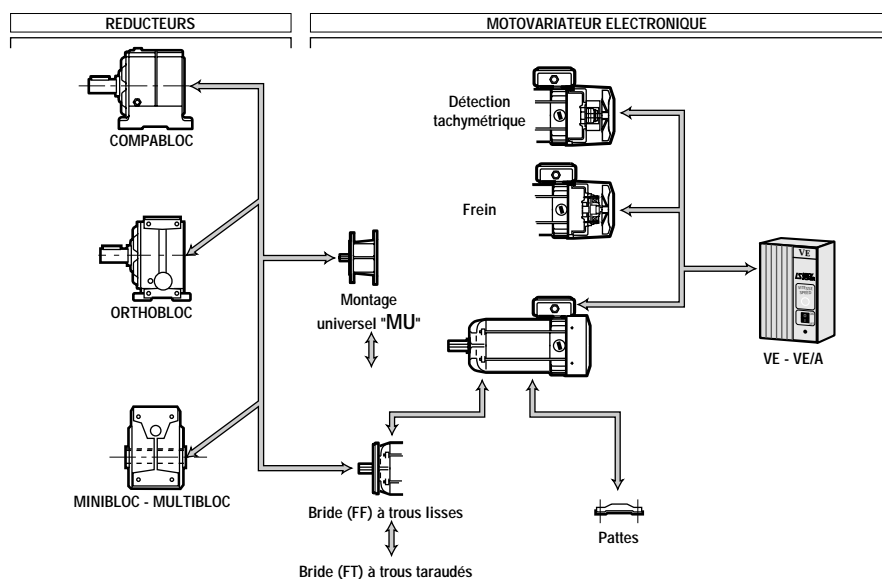 REDUCTEURS
MOTOVARIATEUR ELECTRONIQUE
COMPABLOC
Détection
tachymétrique
Frein
VE
ORTHOBLOC
Montage
universel "MU"
VE - VE/A
MINIBLOC - MULTIBLOC
Bride (FF) à trous lisses
Pattes
Bride (FT) à trous taraudés